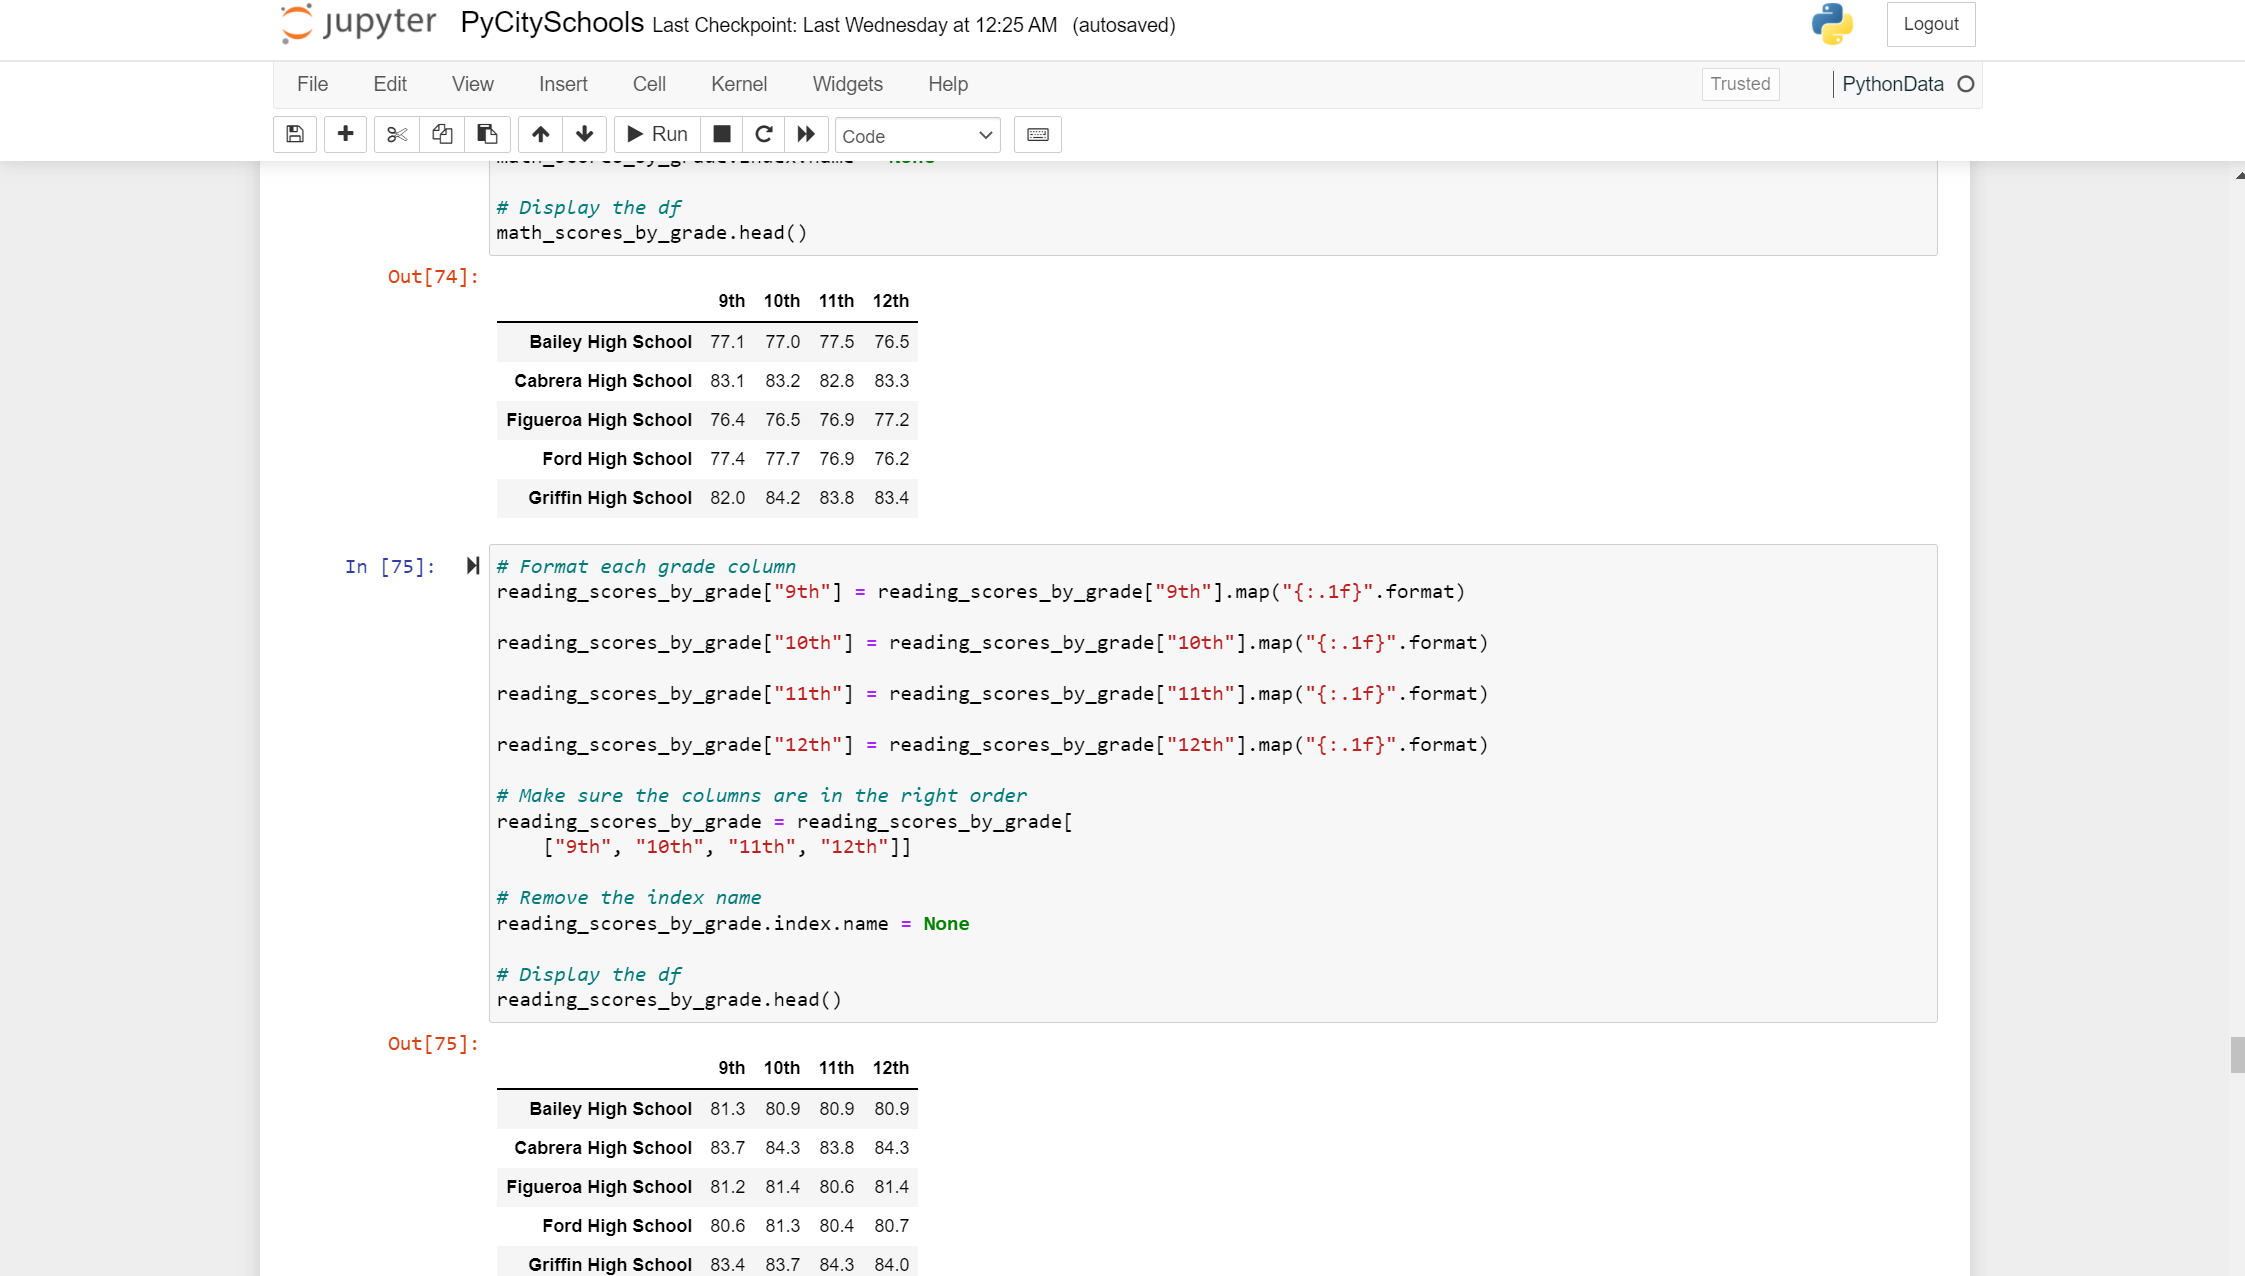 jupyter PyCitySchools Last Checkpoint: Last Wednesday at 12:25 AM (autosaved) Logout
File Edit View Insert Cell Kernel Widgets Help Trusted PythonData
Run Code
math_scores_by_grade.index.name = None
# Display the df
math_scores_by_grade.head()
Out[74]:
9th 10th 11th 12th
Bailey High School 77.1 77.0 77.5 76.5
Cabrera High School 83.1 83.2 82.8 83.3
Figueroa High School 76.4 76.5 76.9 77.2
Ford High School 77.4 77.7 76.9 76.2
Griffin High School 82.0 84.2 83.8 83.4
In [75]: # Format each grade column
reading_scores_by_grade["9th"] = reading_scores_by_grade["9th"].map("{:.1f}".format)
reading_scores_by_grade["10th"] = reading_scores_by_grade["10th"].map("{:.1f}".format)
reading_scores_by_grade["11th"] = reading_scores_by_grade["11th"].map("{:.1f}".format)
reading_scores_by_grade["12th"] = reading_scores_by_grade["12th"].map("{:.1f}".format)
# Make sure the columns are in the right order
reading_scores_by_grade = reading_scores_by_grade[
["9th", "10th", "11th", "12th"]]
# Remove the index name
reading_scores_by_grade.index.name = None
# Display the df
reading_scores_by_grade.head()
Out[75]:
9th 10th 11th 12th
Bailey High School 81.3 80.9 80.9 80.9
Cabrera High School 83.7 84.3 83.8 84.3
Figueroa High School 81.2 81.4 80.6 81.4
Ford High School 80.6 81.3 80.4 80.7
Griffin High School 83.4 83.7 84.3 84.0